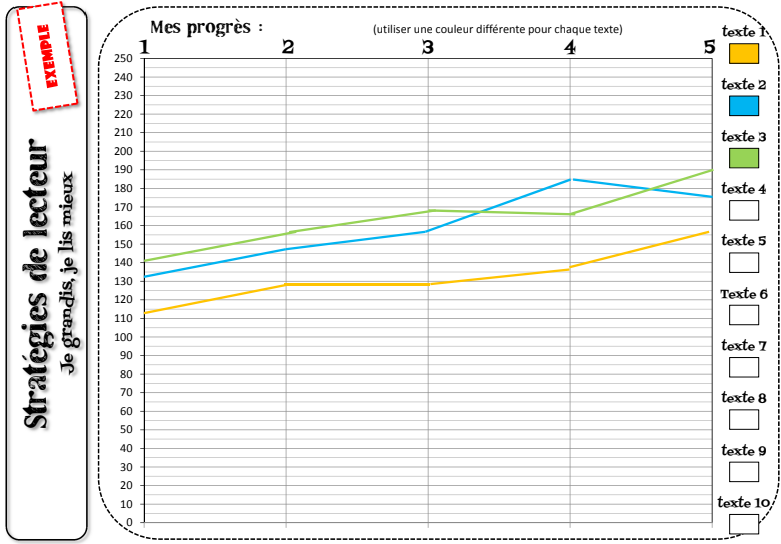 EXEMPLE
Stratégies de lecteur
Je grandis, je lis mieux
Mes progrès :
(utiliser une couleur différente pour chaque texte)
1 2 3 4 5
250
240
230
220
210
200
190
180
170
160
150
140
130
120
110
100
90
80
70
60
50
40
30
20
10
0
texte 1
texte 2
texte 3
texte 4
texte 5
Texte 6
texte 7
texte 8
texte 9
texte 10